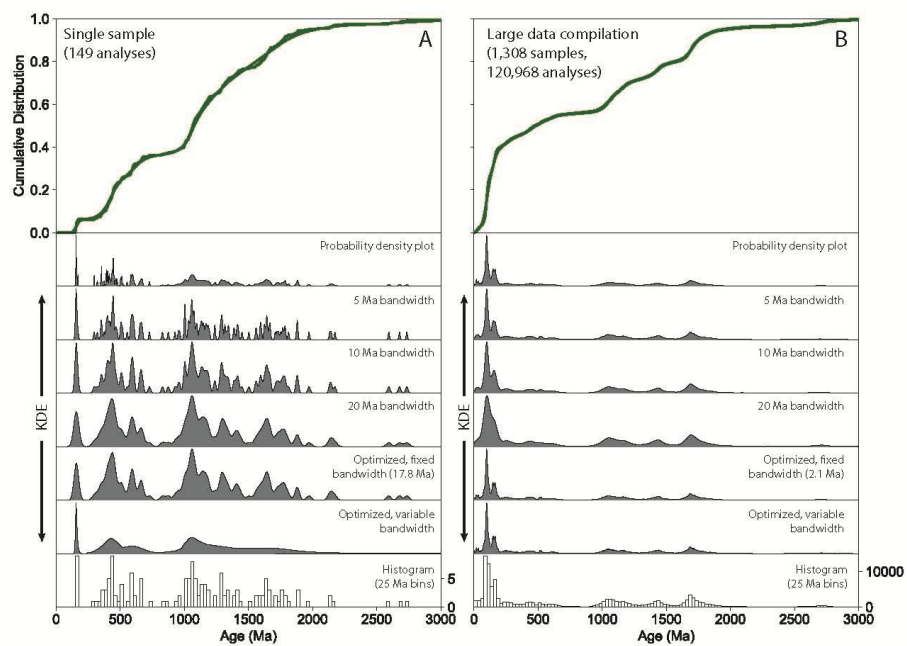 Single sample
(149 analyses)
A
Large data compilation
(1,308 samples,
120,968 analyses)
B
1.0
0.8
0.6
0.4
0.2
0.0
Cumulative Distribution
Probability density plot
Probability density plot
5 Ma bandwidth
5 Ma bandwidth
10 Ma bandwidth
10 Ma bandwidth
KDE
KDE
20 Ma bandwidth
20 Ma bandwidth
Optimized, fixed
bandwidth (17.8 Ma)
Optimized, fixed
bandwidth (2.1 Ma)
Optimized, variable
bandwidth
Optimized, variable
bandwidth
Histogram
(25 Ma bins)
5
0
Histogram
(25 Ma bins)
10000
0
0 500 1000 1500 2000 2500 3000
Age (Ma)
0 500 1000 1500 2000 2500 3000
Age (Ma)